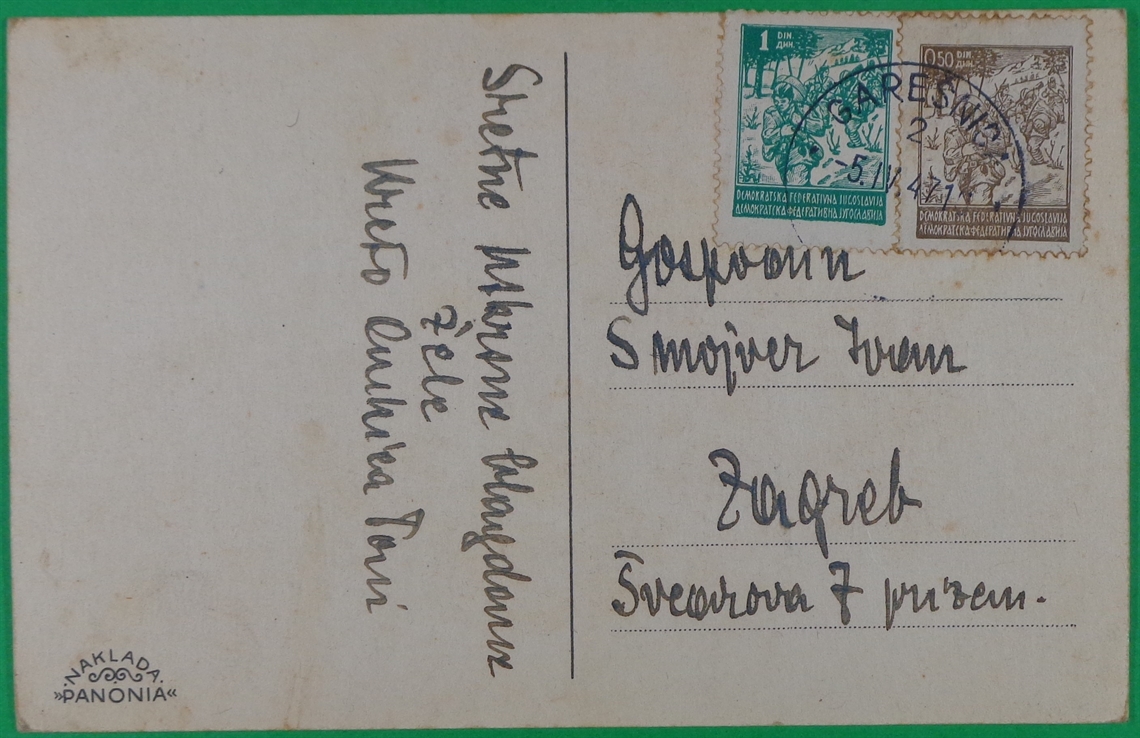 Sretne Uskrsne blagdane
žele
Vresto Ankica Toni
1 DIN.
ДИН.
DEMOKRATSKA FEDERATIVNA JUGOSLAVIJA
ДЕМОКРАТСКА ФЕДЕРАТИВНА ЈУГОСЛАВИЈА
0.50 DIN.
ДИН.
DEMOKRATSKA FEDERATIVNA JUGOSLAVIJA
ДЕМОКРАТСКА ФЕДЕРАТИВНА ЈУГОСЛАВИЈА
GAREŠNICA
2
-5.IV.47
Gospodin
Smojver Ivan
Zagreb
Švearova 7 prizem.
NAKLADA
»PANONIA«